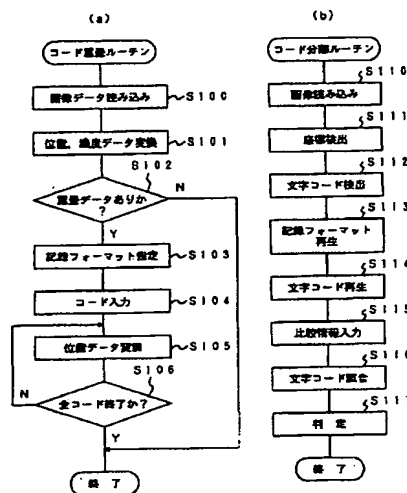 (a)
コード重畳ルーチン
画像データ読み込み
S100
位置、濃度データ変換
S101
S102
重畳データありか
?
N
Y
記録フォーマット指定
S103
コード入力
S104
位置データ変調
S105
S106
全コード終了か?
N
Y
終了
(b)
コード分離ルーチン
S110
画像読み込み
S111
座標検出
S112
文字コード検出
S113
記録フォーマット
再生
S114
文字コード再生
S115
比較情報入力
S116
文字コード照合
S117
判定
終了